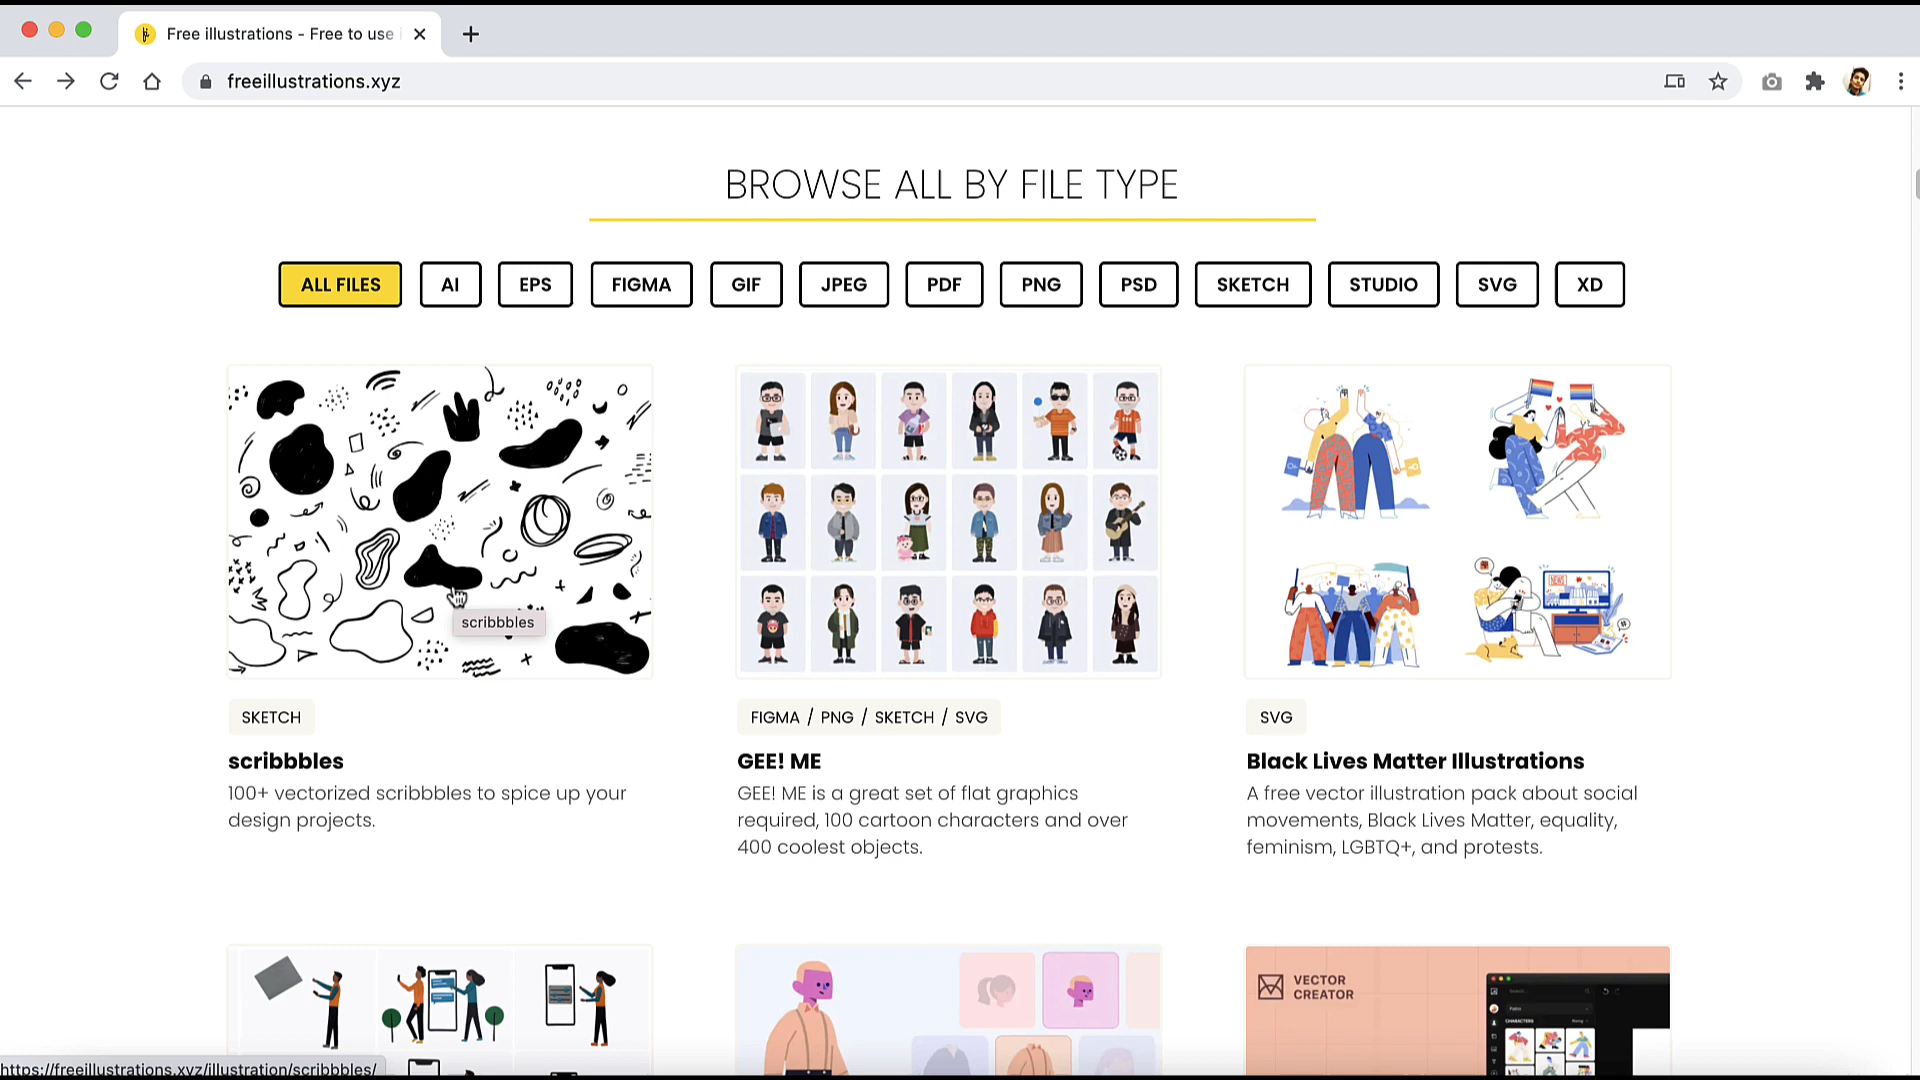 Free illustrations - Free to use
freeillustrations.xyz
BROWSE ALL BY FILE TYPE
ALL FILES
AI
EPS
FIGMA
GIF
JPEG
PDF
PNG
PSD
SKETCH
STUDIO
SVG
XD
scribbbles
NEWS
SKETCH
FIGMA / PNG / SKETCH / SVG
SVG
scribbbles
GEE! ME
Black Lives Matter Illustrations
100+ vectorized scribbbles to spice up your
design projects.
GEE! ME is a great set of flat graphics
required, 100 cartoon characters and over
400 coolest objects.
A free vector illustration pack about social
movements, Black Lives Matter, equality,
feminism, LGBTQ+, and protests.
VECTOR
CREATOR
CHARACTERS
https://freeillustrations.xyz/illustration/scribbbles/